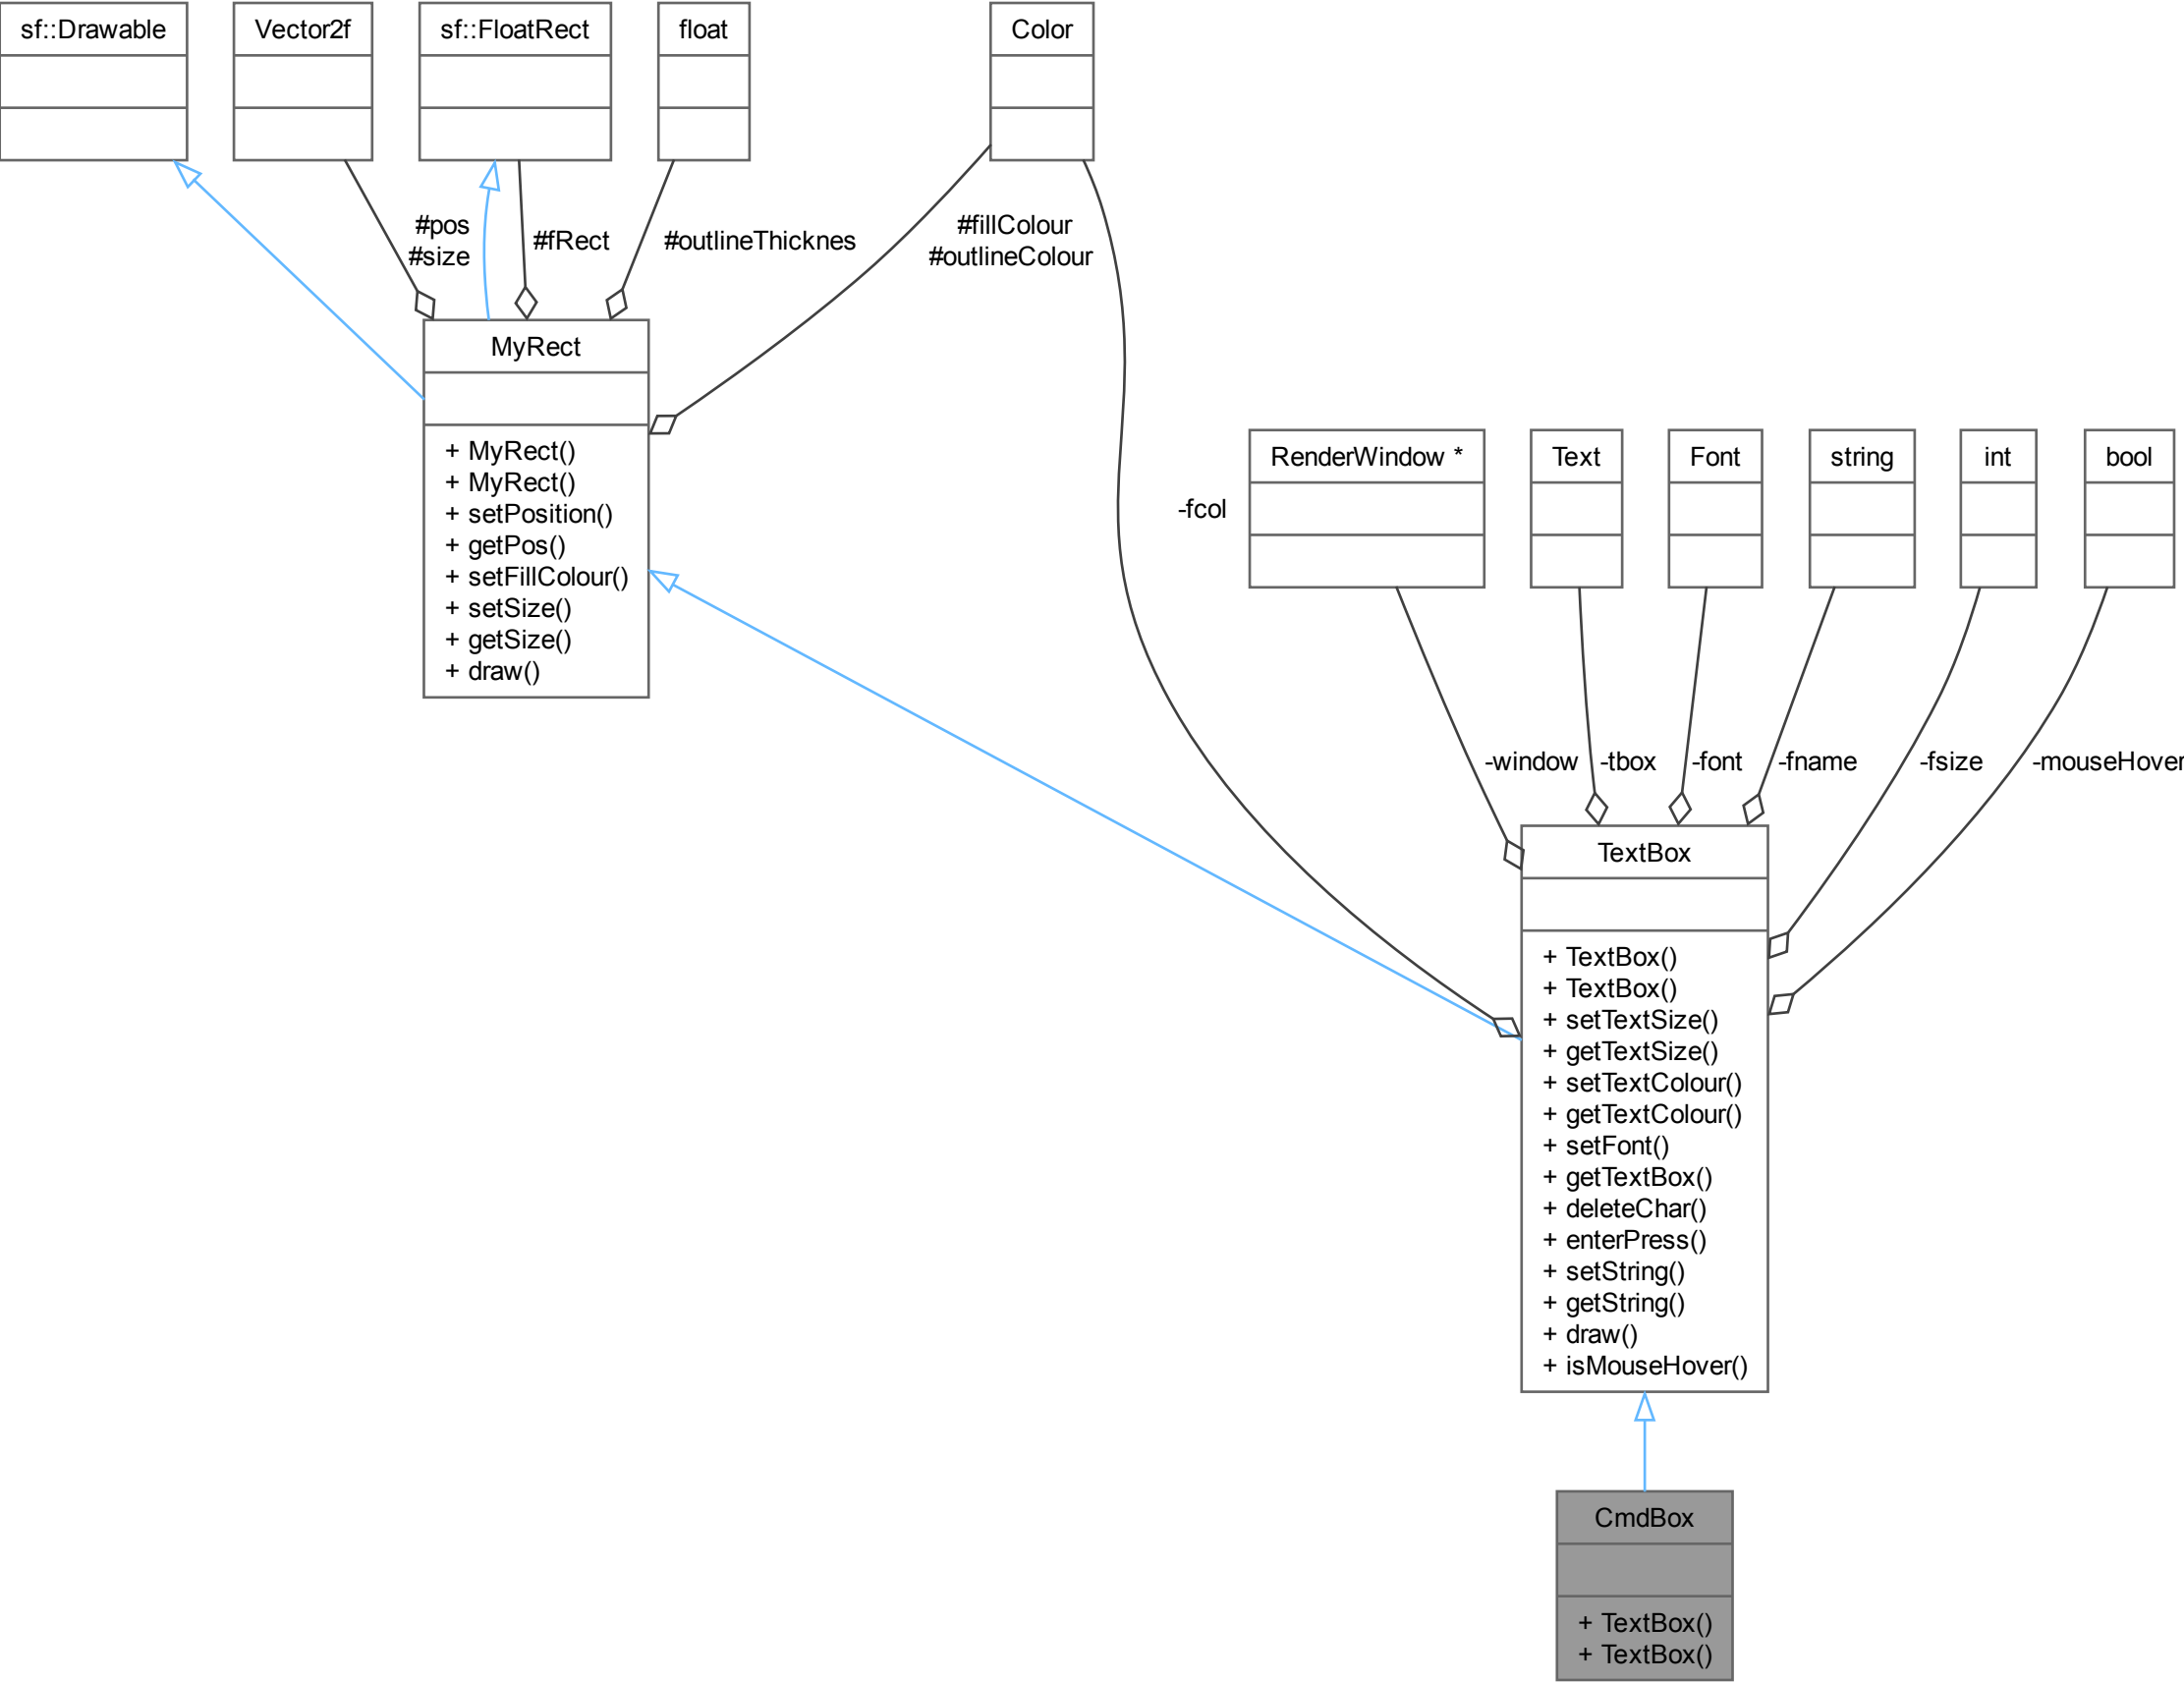 sf::Drawable
Vector2f
sf::FloatRect
float
Color
#pos
#size
#fRect
#outlineThicknes
#fillColour
#outlineColour
MyRect
+ MyRect()
+ MyRect()
+ setPosition()
+ getPos()
+ setFillColour()
+ setSize()
+ getSize()
+ draw()
-fcol
RenderWindow *
Text
Font
string
int
bool
-window
-tbox
-font
-fname
-fsize
-mouseHover
TextBox
+ TextBox()
+ TextBox()
+ setTextSize()
+ getTextSize()
+ setTextColour()
+ getTextColour()
+ setFont()
+ getTextBox()
+ deleteChar()
+ enterPress()
+ setString()
+ getString()
+ draw()
+ isMouseHover()
CmdBox
+ TextBox()
+ TextBox()